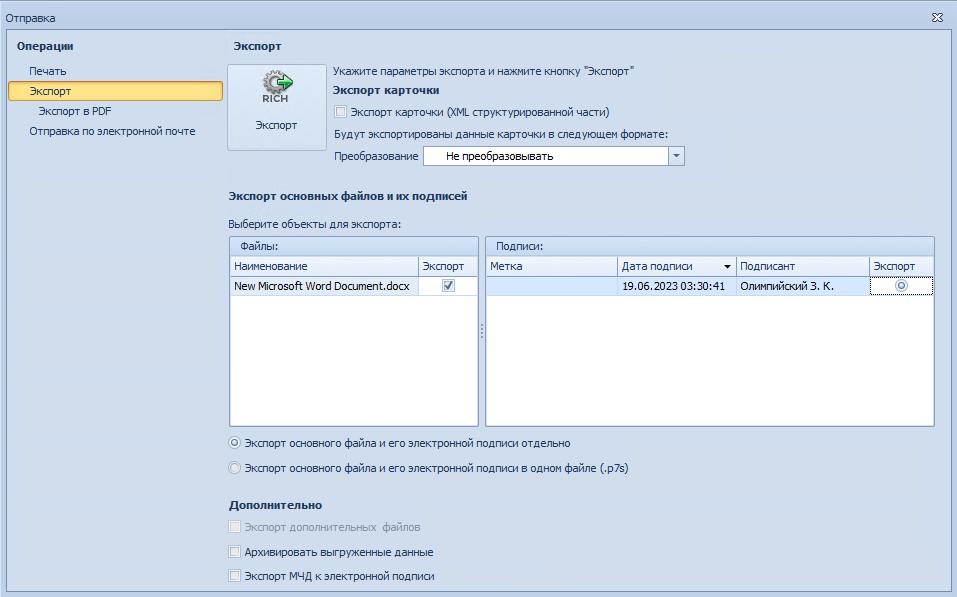 Отправка
Операции
Печать
Экспорт
Экспорт в PDF
Отправка по электронной почте
Экспорт
RICH
Экспорт
Укажите параметры экспорта и нажмите кнопку "Экспорт"
Экспорт карточки
Экспорт карточки (XML структурированной части)
Будут экспортированы данные карточки в следующем формате:
Преобразование Не преобразовывать
Экспорт основных файлов и их подписей
Выберите объекты для экспорта:
Файлы:
Наименование Экспорт
New Microsoft Word Document.docx
Подписи:
Метка Дата подписи Подписант Экспорт
19.06.2023 03:30:41 Олимпийский З. К.
Экспорт основного файла и его электронной подписи отдельно
Экспорт основного файла и его электронной подписи в одном файле (.p7s)
Дополнительно
Экспорт дополнительных файлов
Архивировать выгруженные данные
Экспорт МЧД к электронной подписи